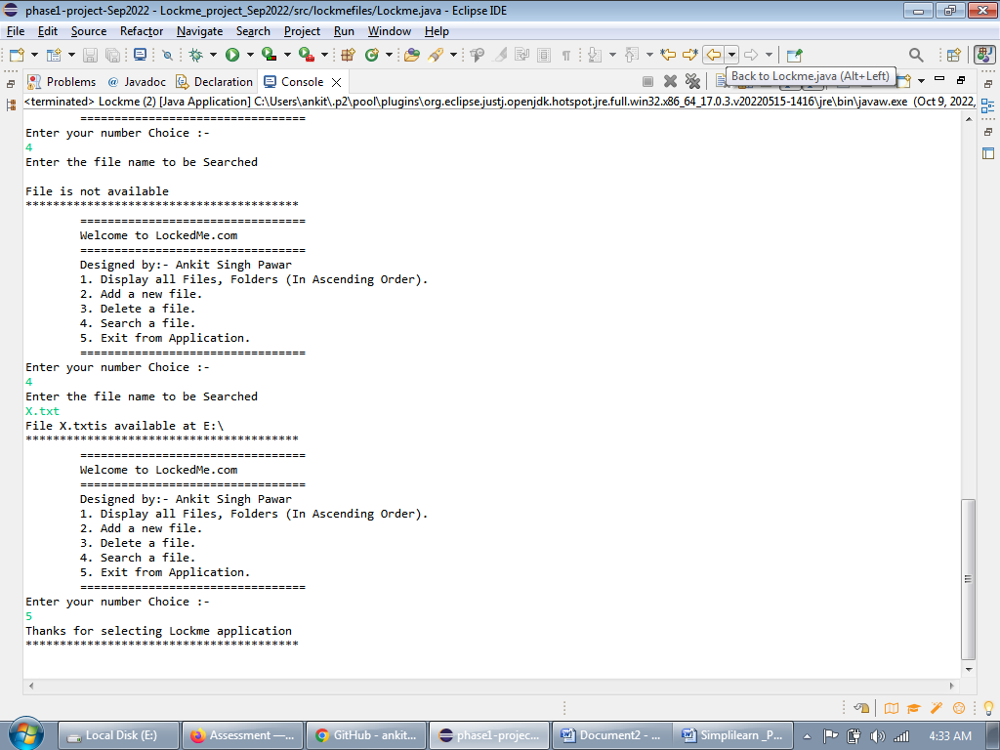 phase1-project-Sep2022 - Lockme_project_Sep2022/src/lockmefiles/Lockme.java - Eclipse IDE
File Edit Source Refactor Navigate Search Project Run Window Help
Problems @ Javadoc Declaration Console
Back to Lockme.java (Alt+Left)
<terminated> Lockme (2) [Java Application] C:\Users\ankit\.p2\pool\plugins\org.eclipse.justj.openjdk.hotspot.jre.full.win32.x86_64_17.0.3.v20220515-1416\jre\bin\javaw.exe (Oct 9, 2022,
=================================
Enter your number Choice :-
4
Enter the file name to be Searched
File is not available
****************************************
=================================
Welcome to LockedMe.com
=================================
Designed by:- Ankit Singh Pawar
1. Display all Files, Folders (In Ascending Order).
2. Add a new file.
3. Delete a file.
4. Search a file.
5. Exit from Application.
=================================
Enter your number Choice :-
4
Enter the file name to be Searched
X.txt
File X.txtis available at E:\
****************************************
=================================
Welcome to LockedMe.com
=================================
Designed by:- Ankit Singh Pawar
1. Display all Files, Folders (In Ascending Order).
2. Add a new file.
3. Delete a file.
4. Search a file.
5. Exit from Application.
=================================
Enter your number Choice :-
5
Thanks for selecting Lockme application
****************************************
Local Disk (E:) Assessment —... GitHub - ankit... phase1-projec... Document2 - ... Simplilearn _P... 4:33 AM